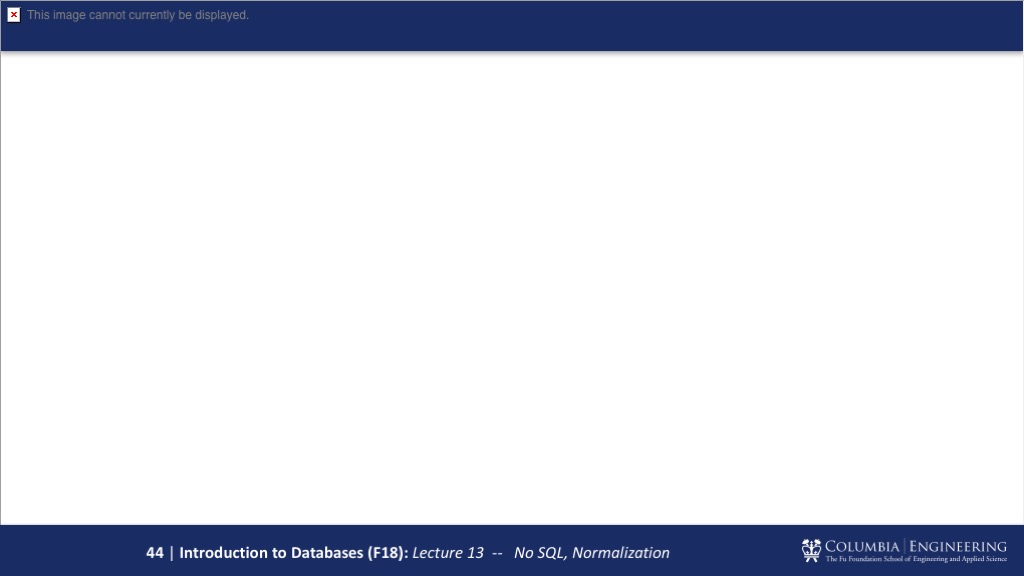 This image cannot currently be displayed.
44 | Introduction to Databases (F18): Lecture 13 -- No SQL, Normalization
COLUMBIA | ENGINEERING
The Fu Foundation School of Engineering and Applied Science